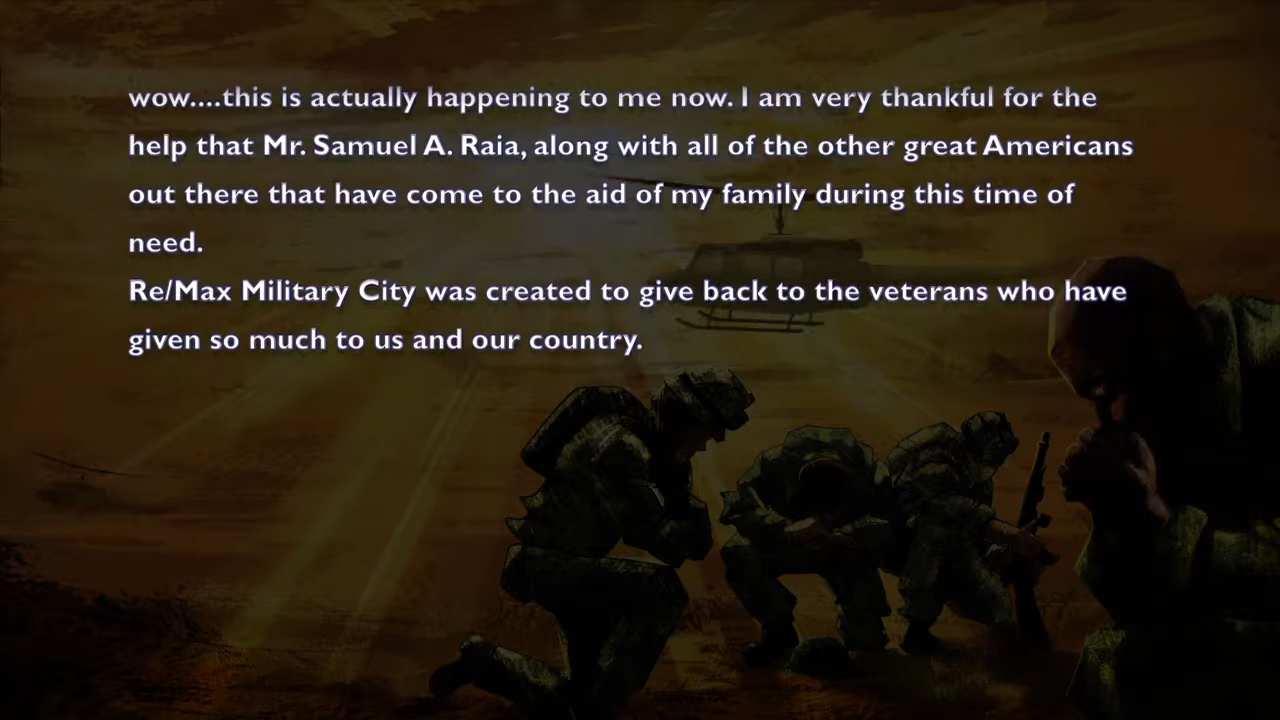 wow....this is actually happening to me now. I am very thankful for the
help that Mr. Samuel A. Raia, along with all of the other great Americans
out there that have come to the aid of my family during this time of
need.
Re/Max Military City was created to give back to the veterans who have
given so much to us and our country.